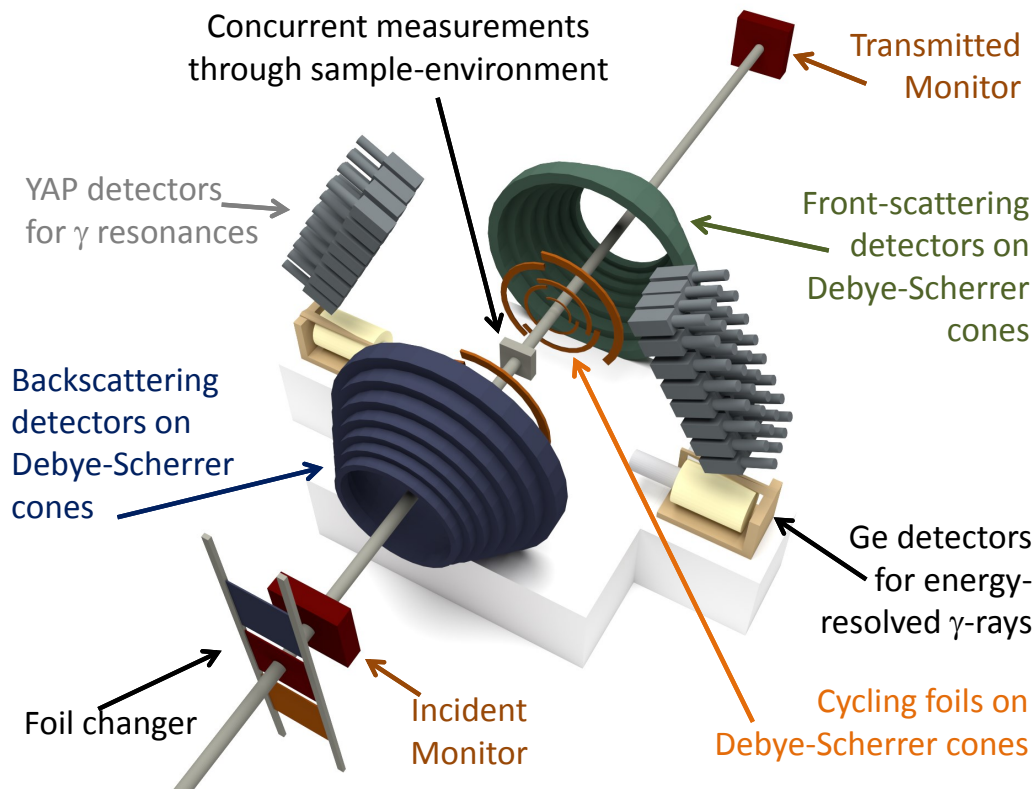 Concurrent measurements
through sample-environment
Transmitted
Monitor
YAP detectors
for γ resonances
Front-scattering
detectors on
Debye-Scherrer
cones
Backscattering
detectors on
Debye-Scherrer
cones
Ge detectors
for energy-
resolved γ-rays
Foil changer
Incident
Monitor
Cycling foils on
Debye-Scherrer cones